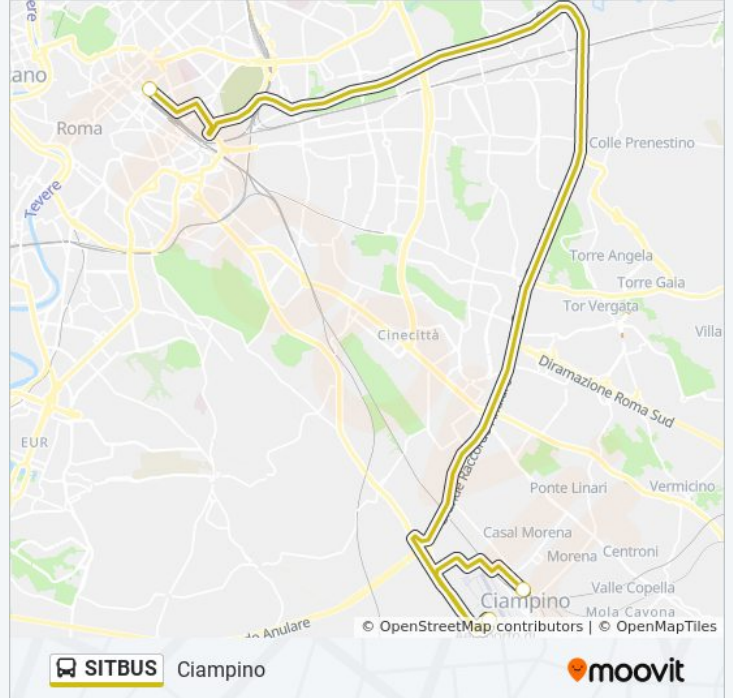 ano
Roma
Tevere
Tevere
Colle Prenestino
Torre Angela
Torre Gaia
Tor Vergata
Villa
Cinecittà
Diramazione Roma Sud
EUR
Ponte Linari
Vermicino
Casal Morena
Morena
Centroni
Valle Copella
Ciampino
Mola Cavona
Anulare
© OpenStreetMap contributors | © OpenMapTiles
SITBUS
Ciampino
moovit